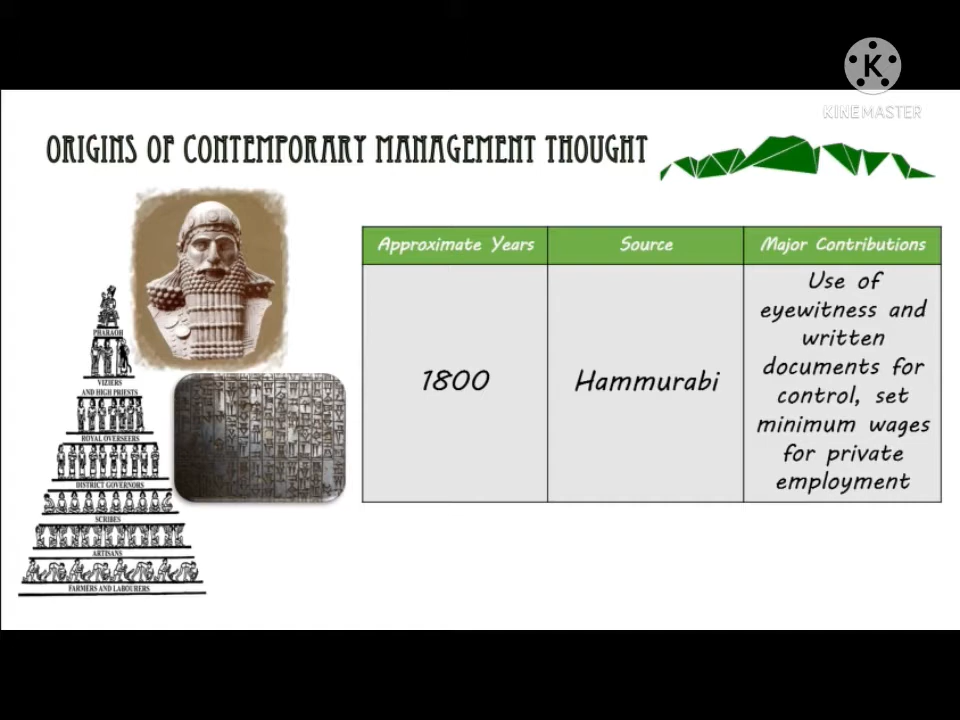 K
KINEMASTER
ORIGINS OF CONTEMPORARY MANAGEMENT THOUGHT
Approximate Years
Source
Major Contributions
1800
Hammurabi
Use of
eyewitness and
written
documents for
control, set
minimum wages
for private
employment
PHARAOH
VIZIERS
AND HIGH PRIESTS
ROYAL OVERSEERS
DISTRICT GOVERNORS
SCRIBES
ARTISANS
FARMERS AND LABOURERS